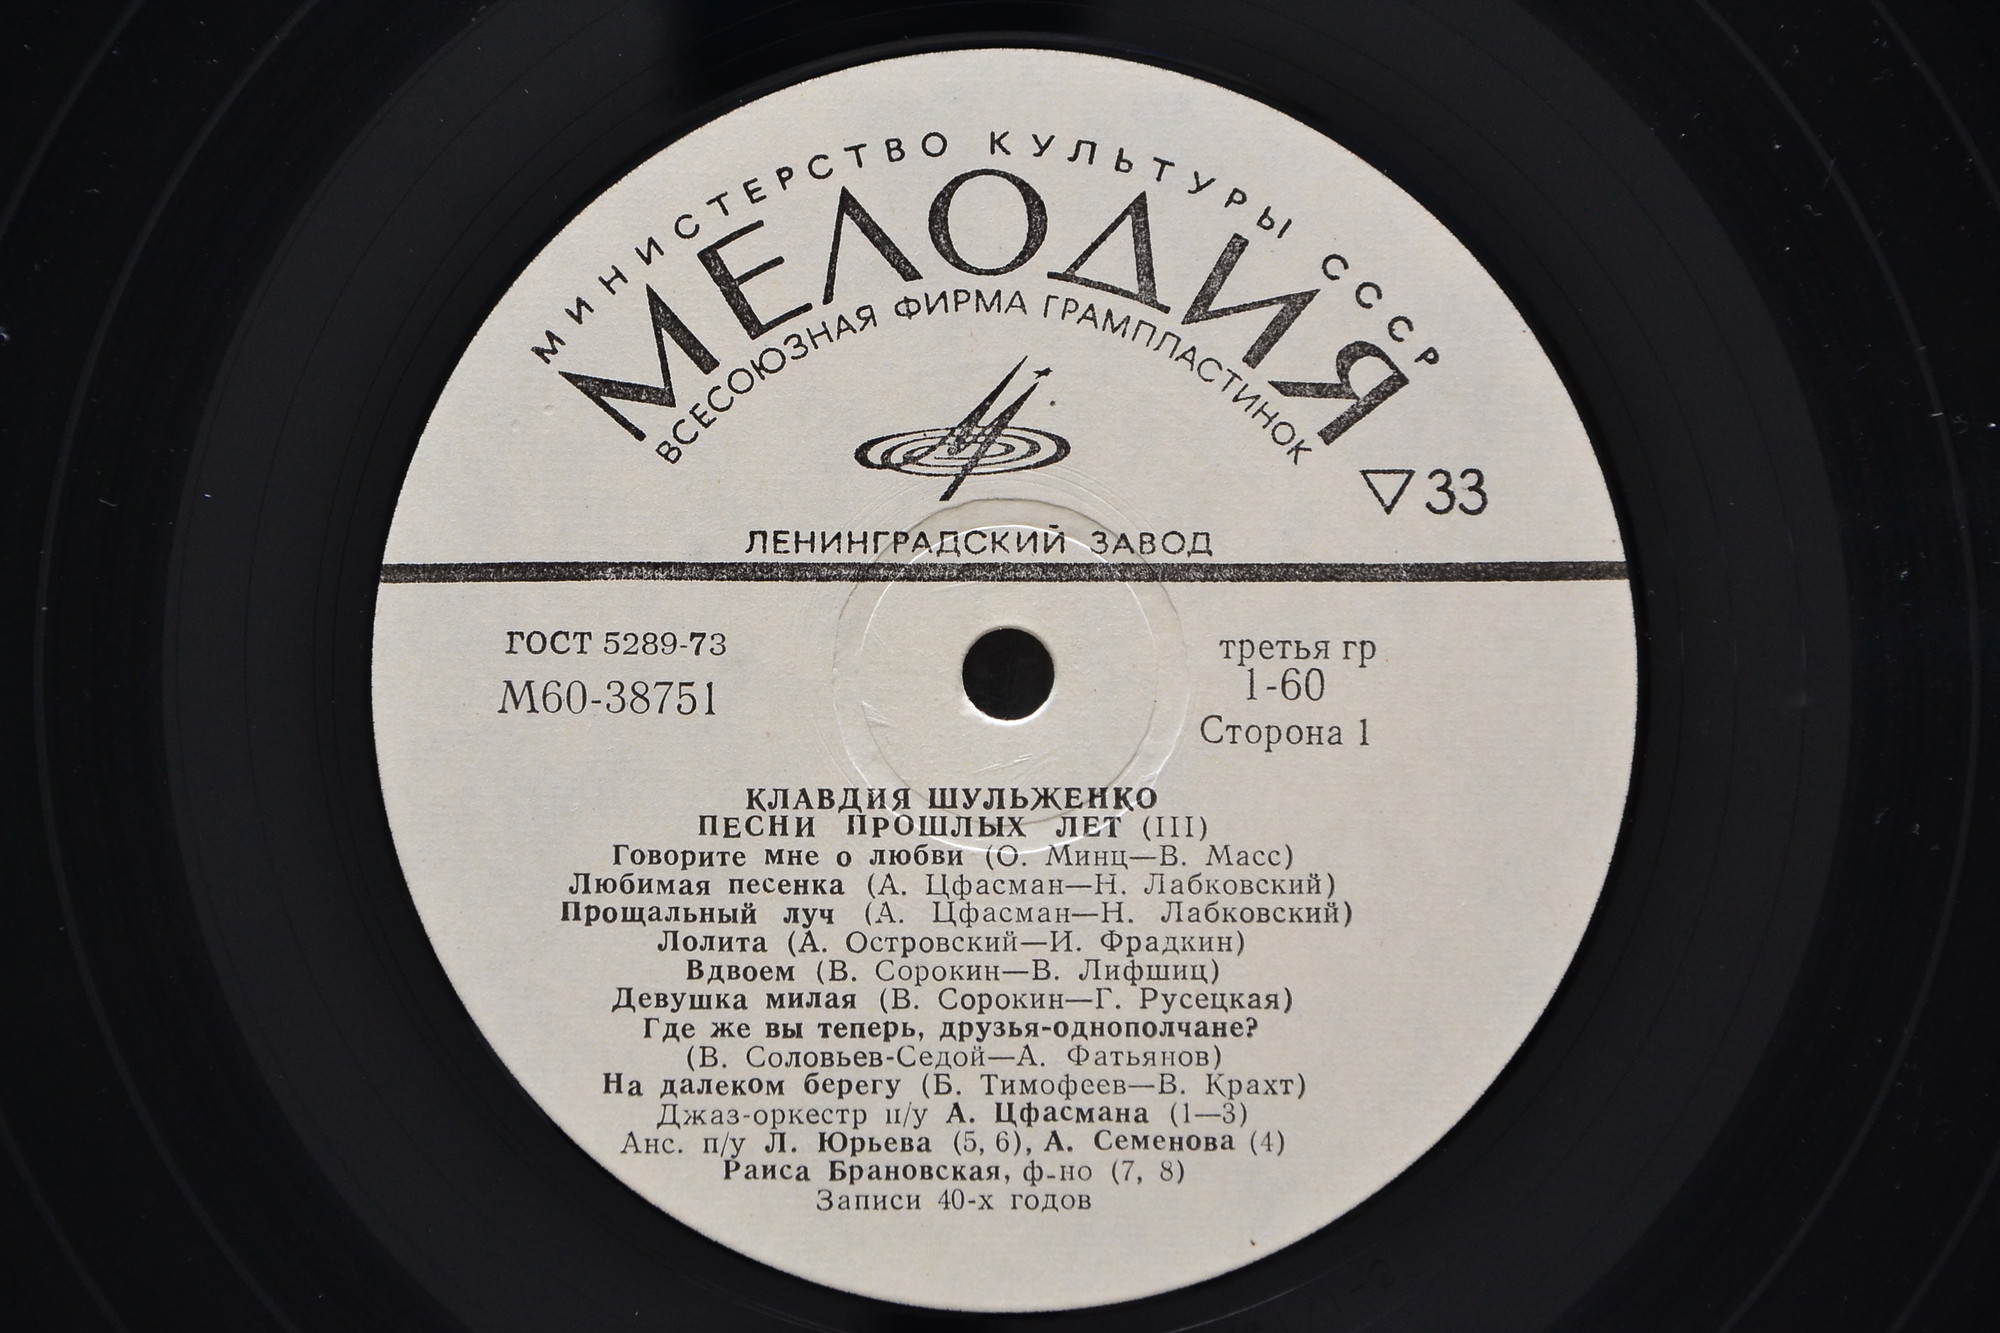 МИНИСТЕРСТВО КУЛЬТУРЫ СССР
МЕЛОДИЯ
ВСЕСОЮЗНАЯ ФИРМА ГРАМПЛАСТИНОК
33
ЛЕНИНГРАДСКИЙ ЗАВОД
ГОСТ 5289-73
М60-38751
третья гр
1-60
Сторона 1
КЛАВДИЯ ШУЛЬЖЕНКО
ПЕСНИ ПРОШЛЫХ ЛЕТ (III)
Говорите мне о любви (О. Минц—В. Масс)
Любимая песенка (А. Цфасман—Н. Лабковский)
Прощальный луч (А. Цфасман—Н. Лабковский)
Лолита (А. Островский—И. Фрадкин)
Вдвоем (В. Сорокин—В. Лифшиц)
Девушка милая (В. Сорокин—Г. Русецкая)
Где же вы теперь, друзья-однополчане?
(В. Соловьев-Седой—А. Фатьянов)
На далеком берегу (Б. Тимофеев—В. Крахт)
Джаз-оркестр п/у А. Цфасмана (1—3)
Анс. п/у Л. Юрьева (5, 6), А. Семенова (4)
Раиса Брановская, ф-но (7, 8)
Записи 40-х годов